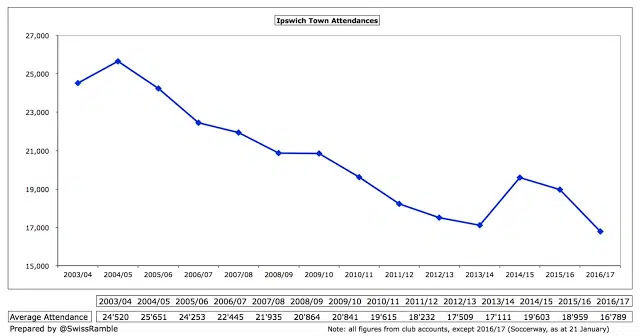 Ipswich Town Attendances
27,000
25,000
23,000
21,000
19,000
17,000
15,000
2003/04 2004/05 2005/06 2006/07 2007/08 2008/09 2009/10 2010/11 2011/12 2012/13 2013/14 2014/15 2015/16 2016/17
2003/04 2004/05 2005/06 2006/07 2007/08 2008/09 2009/10 2010/11 2011/12 2012/13 2013/14 2014/15 2015/16 2016/17
Average Attendance 24'520 25'651 24'253 22'445 21'935 20'864 20'841 19'615 18'232 17'509 17'111 19'603 18'959 16'789
Prepared by @SwissRamble Note: all figures from club accounts, except 2016/17 (Soccerway, as at 21 January)